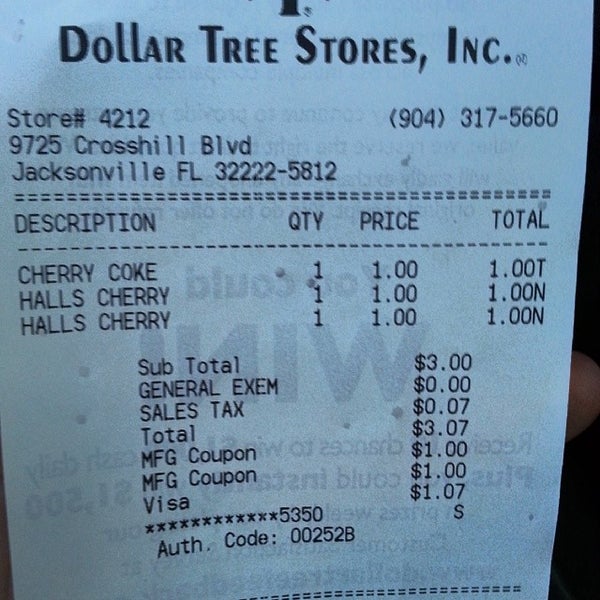 Dollar Tree Stores, Inc.®
Store# 4212 (904) 317-5660
9725 Crosshill Blvd
Jacksonville FL 32222-5812
==================================================
DESCRIPTION QTY PRICE TOTAL
--------------------------------------------------
CHERRY COKE 1 1.00 1.00T
HALLS CHERRY 1 1.00 1.00N
HALLS CHERRY 1 1.00 1.00N
Sub Total $3.00
GENERAL EXEM $0.00
SALES TAX $0.07
Total $3.07
MFG Coupon $1.00
MFG Coupon $1.00
Visa $1.07
************5350 S
Auth. Code: 00252B